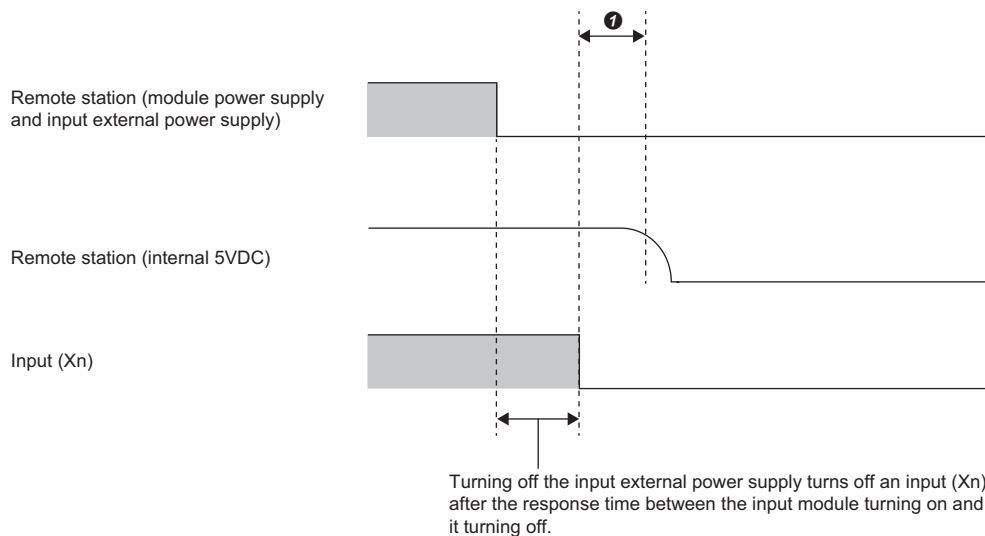 ❶
Remote station (module power supply
and input external power supply)
Remote station (internal 5VDC)
Input (Xn)
Turning off the input external power supply turns off an input (Xn)
after the response time between the input module turning on and
it turning off.